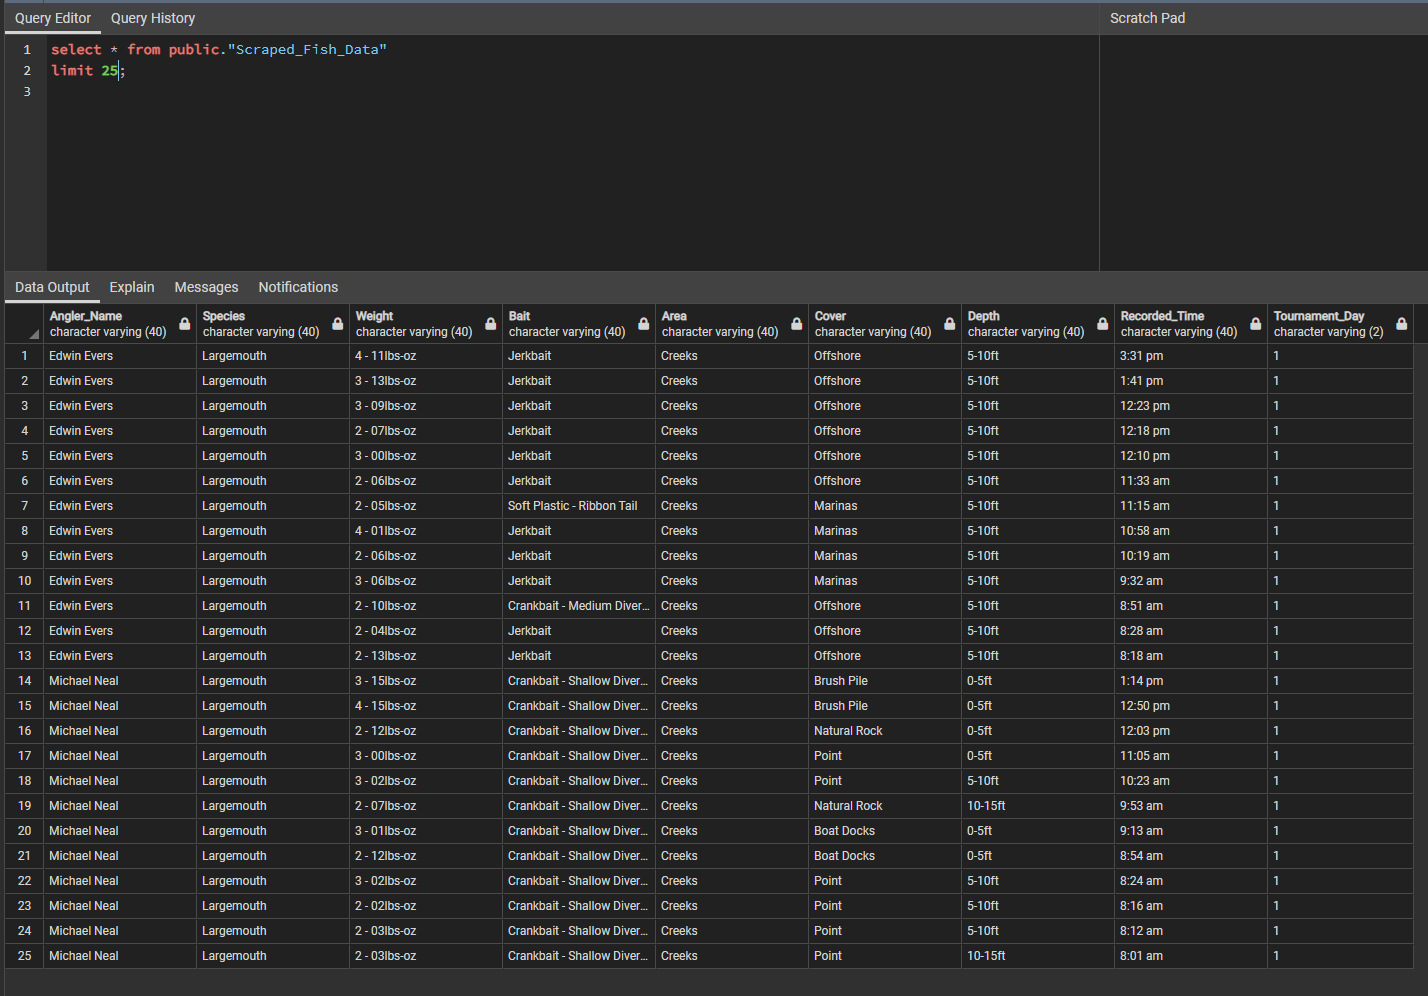 Query Editor Query History Scratch Pad
1 select * from public."Scraped_Fish_Data"
2 limit 25;
3
Data Output Explain Messages Notifications
Angler_Name Species Weight Bait Area Cover Depth Recorded_Time Tournament_Day
character varying (40) character varying (40) character varying (40) character varying (40) character varying (40) character varying (40) character varying (40) character varying (40) character varying (2)
1 Edwin Evers Largemouth 4 - 11lbs-oz Jerkbait Creeks Offshore 5-10ft 3:31 pm 1
2 Edwin Evers Largemouth 3 - 13lbs-oz Jerkbait Creeks Offshore 5-10ft 1:41 pm 1
3 Edwin Evers Largemouth 3 - 09lbs-oz Jerkbait Creeks Offshore 5-10ft 12:23 pm 1
4 Edwin Evers Largemouth 2 - 07lbs-oz Jerkbait Creeks Offshore 5-10ft 12:18 pm 1
5 Edwin Evers Largemouth 3 - 00lbs-oz Jerkbait Creeks Offshore 5-10ft 12:10 pm 1
6 Edwin Evers Largemouth 2 - 06lbs-oz Jerkbait Creeks Offshore 5-10ft 11:33 am 1
7 Edwin Evers Largemouth 2 - 05lbs-oz Soft Plastic - Ribbon Tail Creeks Marinas 5-10ft 11:15 am 1
8 Edwin Evers Largemouth 4 - 01lbs-oz Jerkbait Creeks Marinas 5-10ft 10:58 am 1
9 Edwin Evers Largemouth 2 - 06lbs-oz Jerkbait Creeks Marinas 5-10ft 10:19 am 1
10 Edwin Evers Largemouth 3 - 06lbs-oz Jerkbait Creeks Marinas 5-10ft 9:32 am 1
11 Edwin Evers Largemouth 2 - 10lbs-oz Crankbait - Medium Diver... Creeks Offshore 5-10ft 8:51 am 1
12 Edwin Evers Largemouth 2 - 04lbs-oz Jerkbait Creeks Offshore 5-10ft 8:28 am 1
13 Edwin Evers Largemouth 2 - 13lbs-oz Jerkbait Creeks Offshore 5-10ft 8:18 am 1
14 Michael Neal Largemouth 3 - 15lbs-oz Crankbait - Shallow Diver... Creeks Brush Pile 0-5ft 1:14 pm 1
15 Michael Neal Largemouth 4 - 15lbs-oz Crankbait - Shallow Diver... Creeks Brush Pile 0-5ft 12:50 pm 1
16 Michael Neal Largemouth 2 - 12lbs-oz Crankbait - Shallow Diver... Creeks Natural Rock 0-5ft 12:03 pm 1
17 Michael Neal Largemouth 3 - 00lbs-oz Crankbait - Shallow Diver... Creeks Point 0-5ft 11:05 am 1
18 Michael Neal Largemouth 3 - 02lbs-oz Crankbait - Shallow Diver... Creeks Point 5-10ft 10:23 am 1
19 Michael Neal Largemouth 2 - 07lbs-oz Crankbait - Shallow Diver... Creeks Natural Rock 10-15ft 9:53 am 1
20 Michael Neal Largemouth 3 - 01lbs-oz Crankbait - Shallow Diver... Creeks Boat Docks 0-5ft 9:13 am 1
21 Michael Neal Largemouth 2 - 12lbs-oz Crankbait - Shallow Diver... Creeks Boat Docks 0-5ft 8:54 am 1
22 Michael Neal Largemouth 3 - 02lbs-oz Crankbait - Shallow Diver... Creeks Point 5-10ft 8:24 am 1
23 Michael Neal Largemouth 2 - 02lbs-oz Crankbait - Shallow Diver... Creeks Point 5-10ft 8:16 am 1
24 Michael Neal Largemouth 2 - 03lbs-oz Crankbait - Shallow Diver... Creeks Point 5-10ft 8:12 am 1
25 Michael Neal Largemouth 2 - 03lbs-oz Crankbait - Shallow Diver... Creeks Point 10-15ft 8:01 am 1